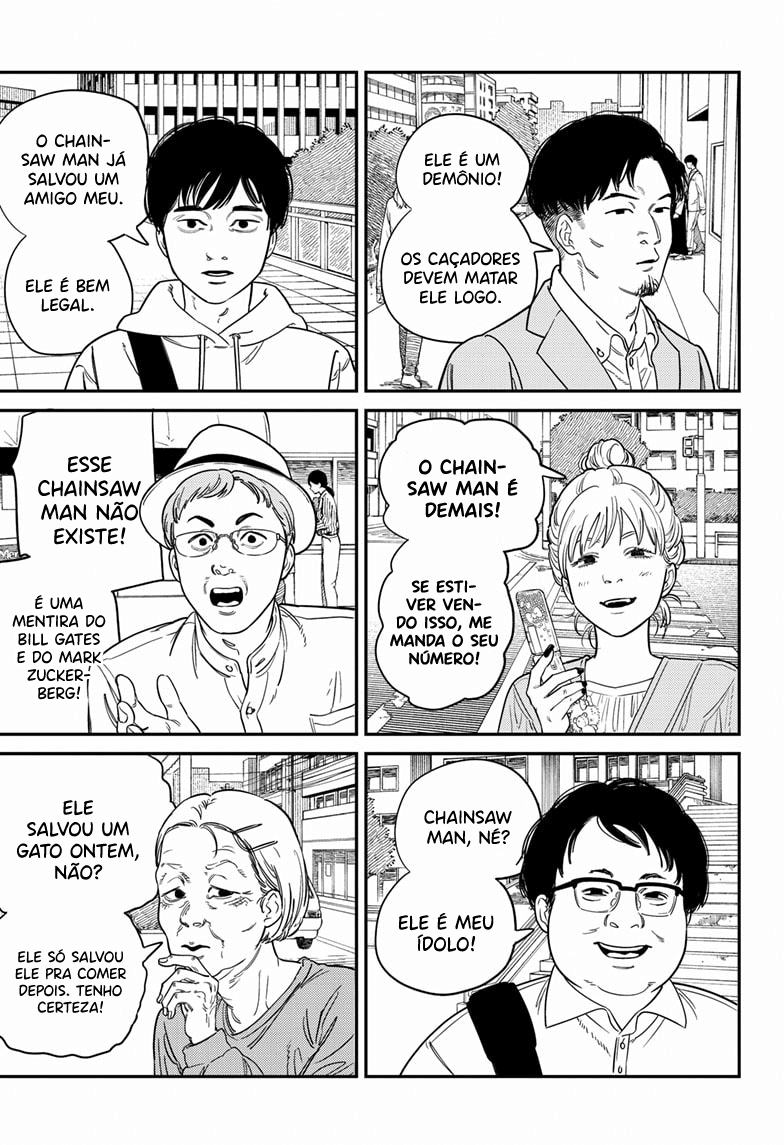 ELE É UM
DEMÔNIO!
OS CAÇADORES
DEVEM MATAR
ELE LOGO.
O CHAIN-
SAW MAN JÁ
SALVOU UM
AMIGO MEU.
ELE É BEM
LEGAL.
O CHAIN-
SAW MAN É
DEMAIS!
SE ESTI-
VER VEN-
DO ISSO, ME
MANDA O SEU
NÚMERO!
ESSE
CHAINSAW
MAN NÃO
EXISTE!
É UMA
MENTIRA DO
BILL GATES
E DO MARK
ZUCKER-
BERG!
CHAINSAW
MAN, NÉ?
ELE É MEU
ÍDOLO!
ELE
SALVOU UM
GATO ONTEM,
NÃO?
ELE SÓ SALVOU
ELE PRA COMER
DEPOIS. TENHO
CERTEZA!